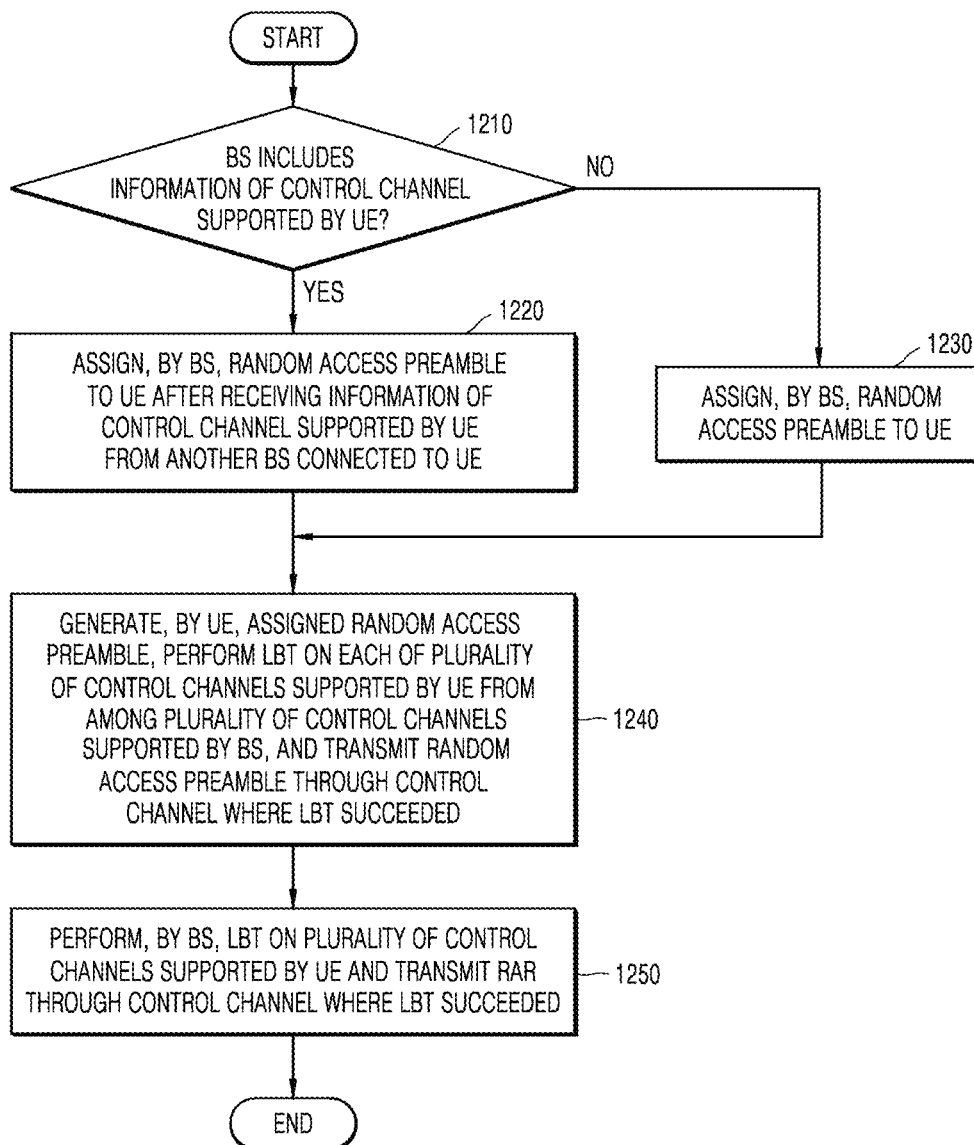 START
1210
BS INCLUDES
INFORMATION OF CONTROL CHANNEL
SUPPORTED BY UE?
NO
YES
1220
ASSIGN, BY BS, RANDOM ACCESS PREAMBLE
TO UE AFTER RECEIVING INFORMATION OF
CONTROL CHANNEL SUPPORTED BY UE
FROM ANOTHER BS CONNECTED TO UE
1230
ASSIGN, BY BS, RANDOM
ACCESS PREAMBLE TO UE
GENERATE, BY UE, ASSIGNED RANDOM ACCESS
PREAMBLE, PERFORM LBT ON EACH OF PLURALITY
OF CONTROL CHANNELS SUPPORTED BY UE FROM
AMONG PLURALITY OF CONTROL CHANNELS
SUPPORTED BY BS, AND TRANSMIT RANDOM
ACCESS PREAMBLE THROUGH CONTROL
CHANNEL WHERE LBT SUCCEEDED
1240
PERFORM, BY BS, LBT ON PLURALITY OF CONTROL
CHANNELS SUPPORTED BY UE AND TRANSMIT RAR
THROUGH CONTROL CHANNEL WHERE LBT SUCCEEDED
1250
END